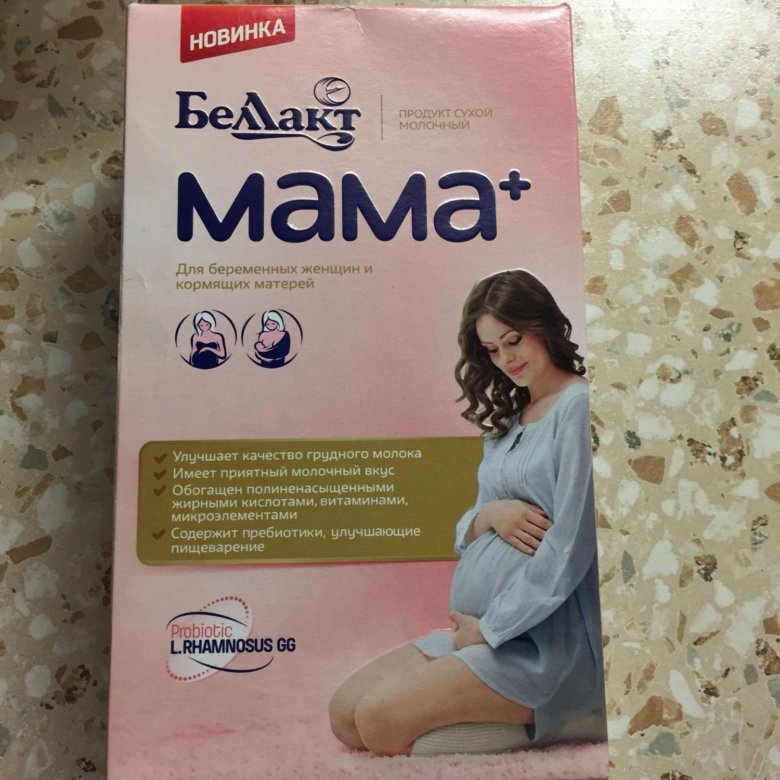 НОВИНКА
Беллакт
ПРОДУКТ СУХОЙ
МОЛОЧНЫЙ
мама+
Для беременных женщин и
кормящих матерей
Улучшает качество грудного молока
Имеет приятный молочный вкус
Обогащен полиненасыщенными
жирными кислотами, витаминами,
микроэлементами
Содержит пребиотики, улучшающие
пищеварение
Probiotic
L.RHAMNOSUS GG